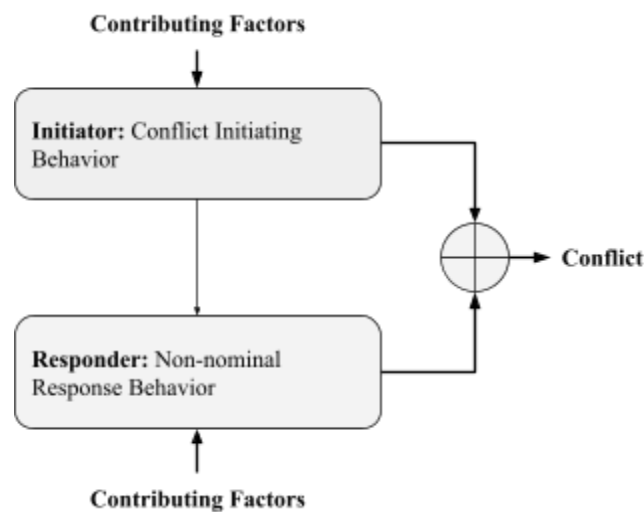 Contributing Factors
Initiator: Conflict Initiating
Behavior
Conflict
Responder: Non-nominal
Response Behavior
Contributing Factors